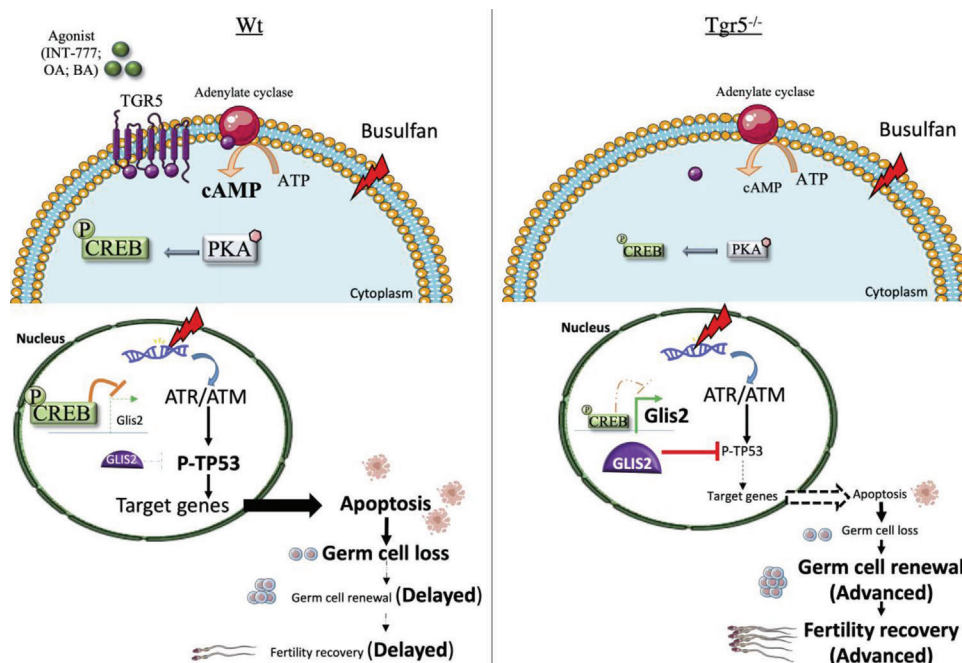 Wt
Agonist
(INT-777;
OA; BA)
TGR5
Adenylate cyclase
Busulfan
cAMP
ATP
P
CREB
PKA
Cytoplasm
Nucleus
P
CREB
Glis2
ATR/ATM
GLIS2
P-TP53
Target genes
Apoptosis
Germ cell loss
Germ cell renewal (Delayed)
Fertility recovery (Delayed)
Tgr5-/-
Adenylate cyclase
Busulfan
cAMP
ATP
P
CREB
PKA
Cytoplasm
Nucleus
P
CREB
Glis2
ATR/ATM
GLIS2
P-TP53
Target genes
Apoptosis
Germ cell loss
Germ cell renewal
(Advanced)
Fertility recovery
(Advanced)